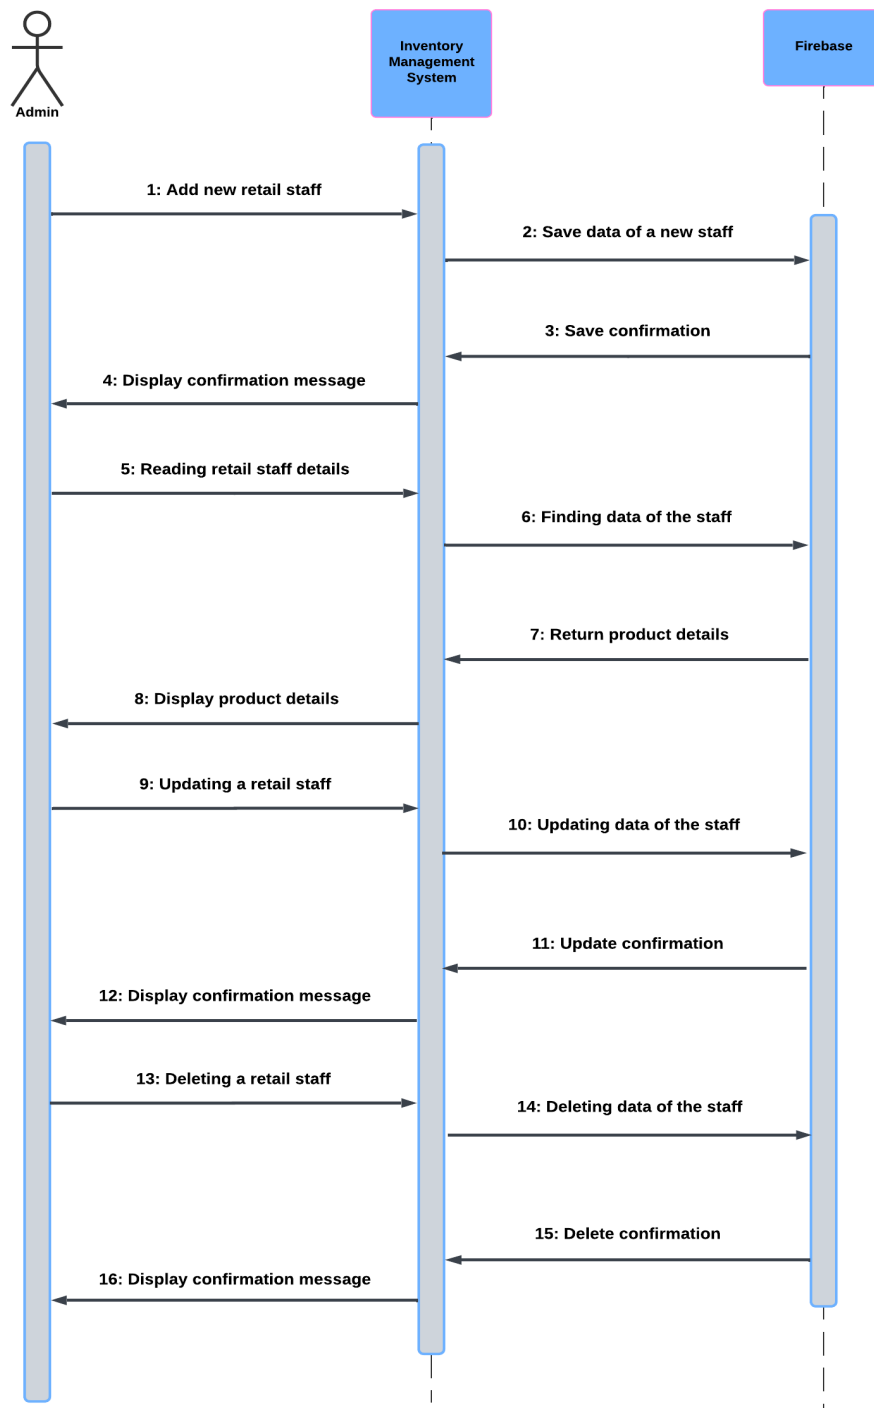 Admin
Inventory
Management
System
Firebase
1: Add new retail staff
2: Save data of a new staff
3: Save confirmation
4: Display confirmation message
5: Reading retail staff details
6: Finding data of the staff
7: Return product details
8: Display product details
9: Updating a retail staff
10: Updating data of the staff
11: Update confirmation
12: Display confirmation message
13: Deleting a retail staff
14: Deleting data of the staff
15: Delete confirmation
16: Display confirmation message